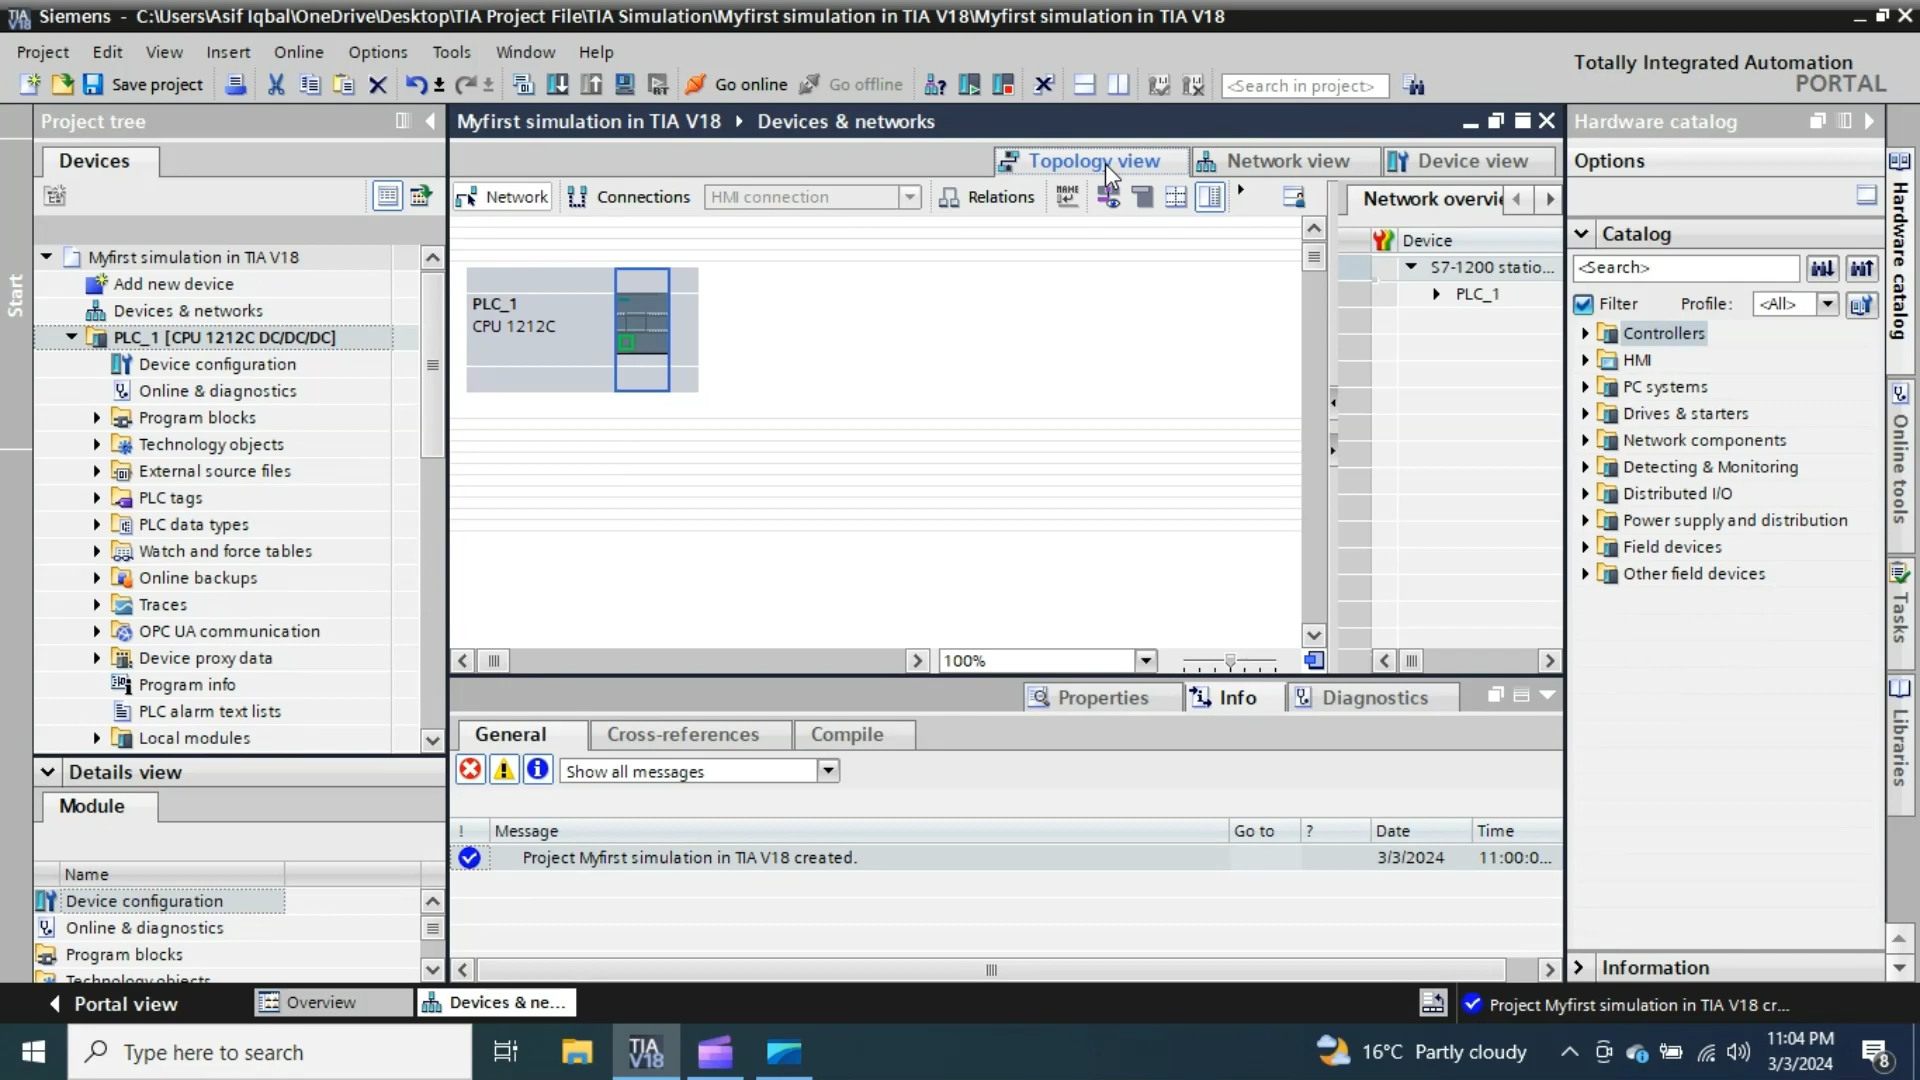 TIA V18 Siemens - C:\Users\Asif Iqbal\OneDrive\Desktop\TIA Project File\TIA Simulation\Myfirst simulation in TIA V18\Myfirst simulation in TIA V18
Project Edit View Insert Online Options Tools Window Help
Totally Integrated Automation
PORTAL
Save project
Go online
Go offline
<Search in project>
Project tree
Devices
Start
Myfirst simulation in TIA V18
Add new device
Devices & networks
PLC_1 [CPU 1212C DC/DC/DC]
Device configuration
Online & diagnostics
Program blocks
Technology objects
External source files
PLC tags
PLC data types
Watch and force tables
Online backups
Traces
OPC UA communication
Device proxy data
Program info
PLC alarm text lists
Local modules
Details view
Module
Name
Device configuration
Online & diagnostics
Program blocks
Technology objects
Myfirst simulation in TIA V18 Devices & networks
Topology view
Network view
Device view
Network
Connections
HMI connection
Relations
NAME
PLC_1
CPU 1212C
100%
Network overvie
Device
S7-1200 statio...
PLC_1
Properties
Info
Diagnostics
General
Cross-references
Compile
Show all messages
! Message Go to ? Date Time
Project Myfirst simulation in TIA V18 created. 3/3/2024 11:00:0...
Hardware catalog
Options
Catalog
<Search>
Filter Profile: <All>
Controllers
HMI
PC systems
Drives & starters
Network components
Detecting & Monitoring
Distributed I/O
Power supply and distribution
Field devices
Other field devices
Information
Hardware catalog
Online tools
Tasks
Libraries
Portal view
Overview
Devices & ne...
Project Myfirst simulation in TIA V18 cr...
Type here to search
TIA
V18
16°C Partly cloudy
11:04 PM
3/3/2024
8